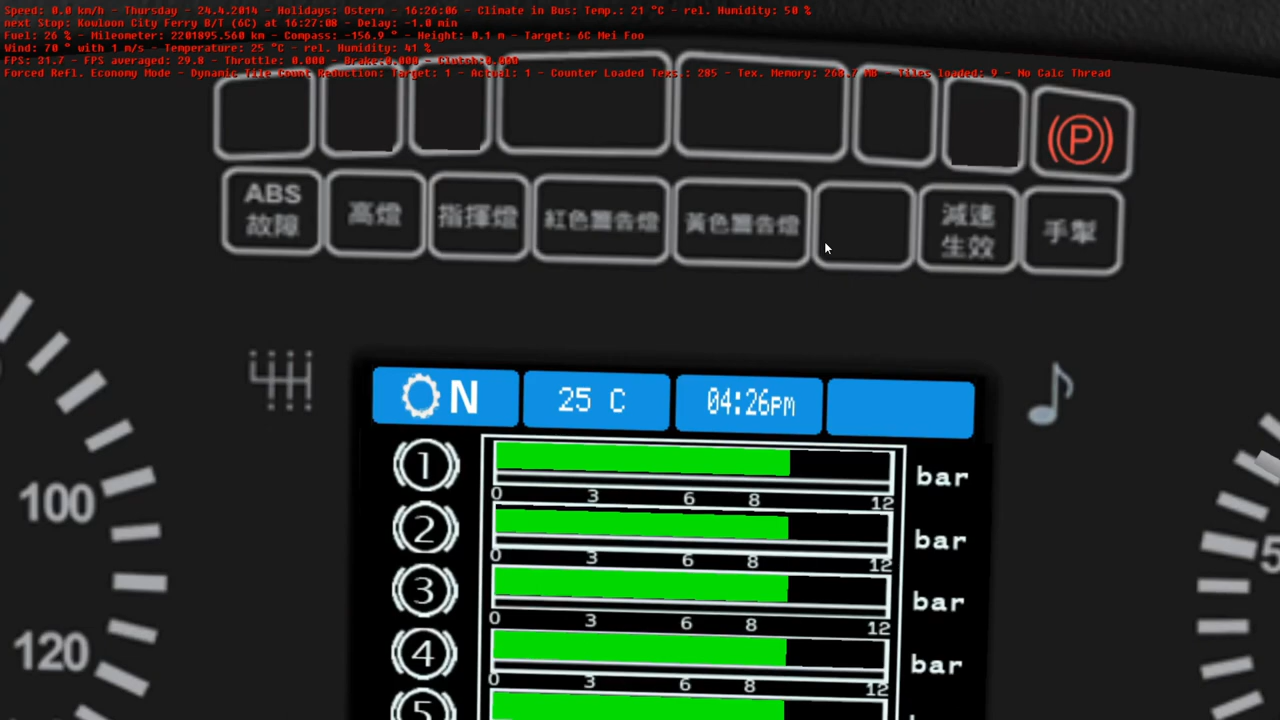 Speed: 0,0 km/h - Thursday - 24.4.2014 - Holidays: Ostern - 16:26:06 - Climate in Bus: Temp.: 21 °C - rel. Humidity: 50 %
next Stop: Kowloon City Ferry B/T (6C) at 16:27:08 - Delay: -1.0 min
Fuel: 26 % - Mileometer: 2201895.560 km - Compass: -156.9 ° - Height: 0.1 m - Target: 6C Mei Foo
Wind: 70 ° with 1 m/s - Temperature: 25 °C - rel. Humidity: 41 %
FPS: 31.7 - FPS averaged: 29.8 - Throttle: 0.000 - Brake:0.000 - Clutch:0.000
Forced Refl. Economy Mode - Dynamic Tile Count Reduction: Target: 1 - Actual: 1 - Counter Loaded Texs.: 285 - Tex. Memory: MB - Tiles loaded: 9 - No Calc Thread
P
ABS 故障
高燈
指揮燈
紅色警告燈
黃色警告燈
減速生效
手掣
N
25 C
04:26PM
1
0 3 6 8 12
bar
2
0 3 6 8 12
bar
3
0 3 6 8 12
bar
4
0 3 6 8 12
bar
5
100
120
5